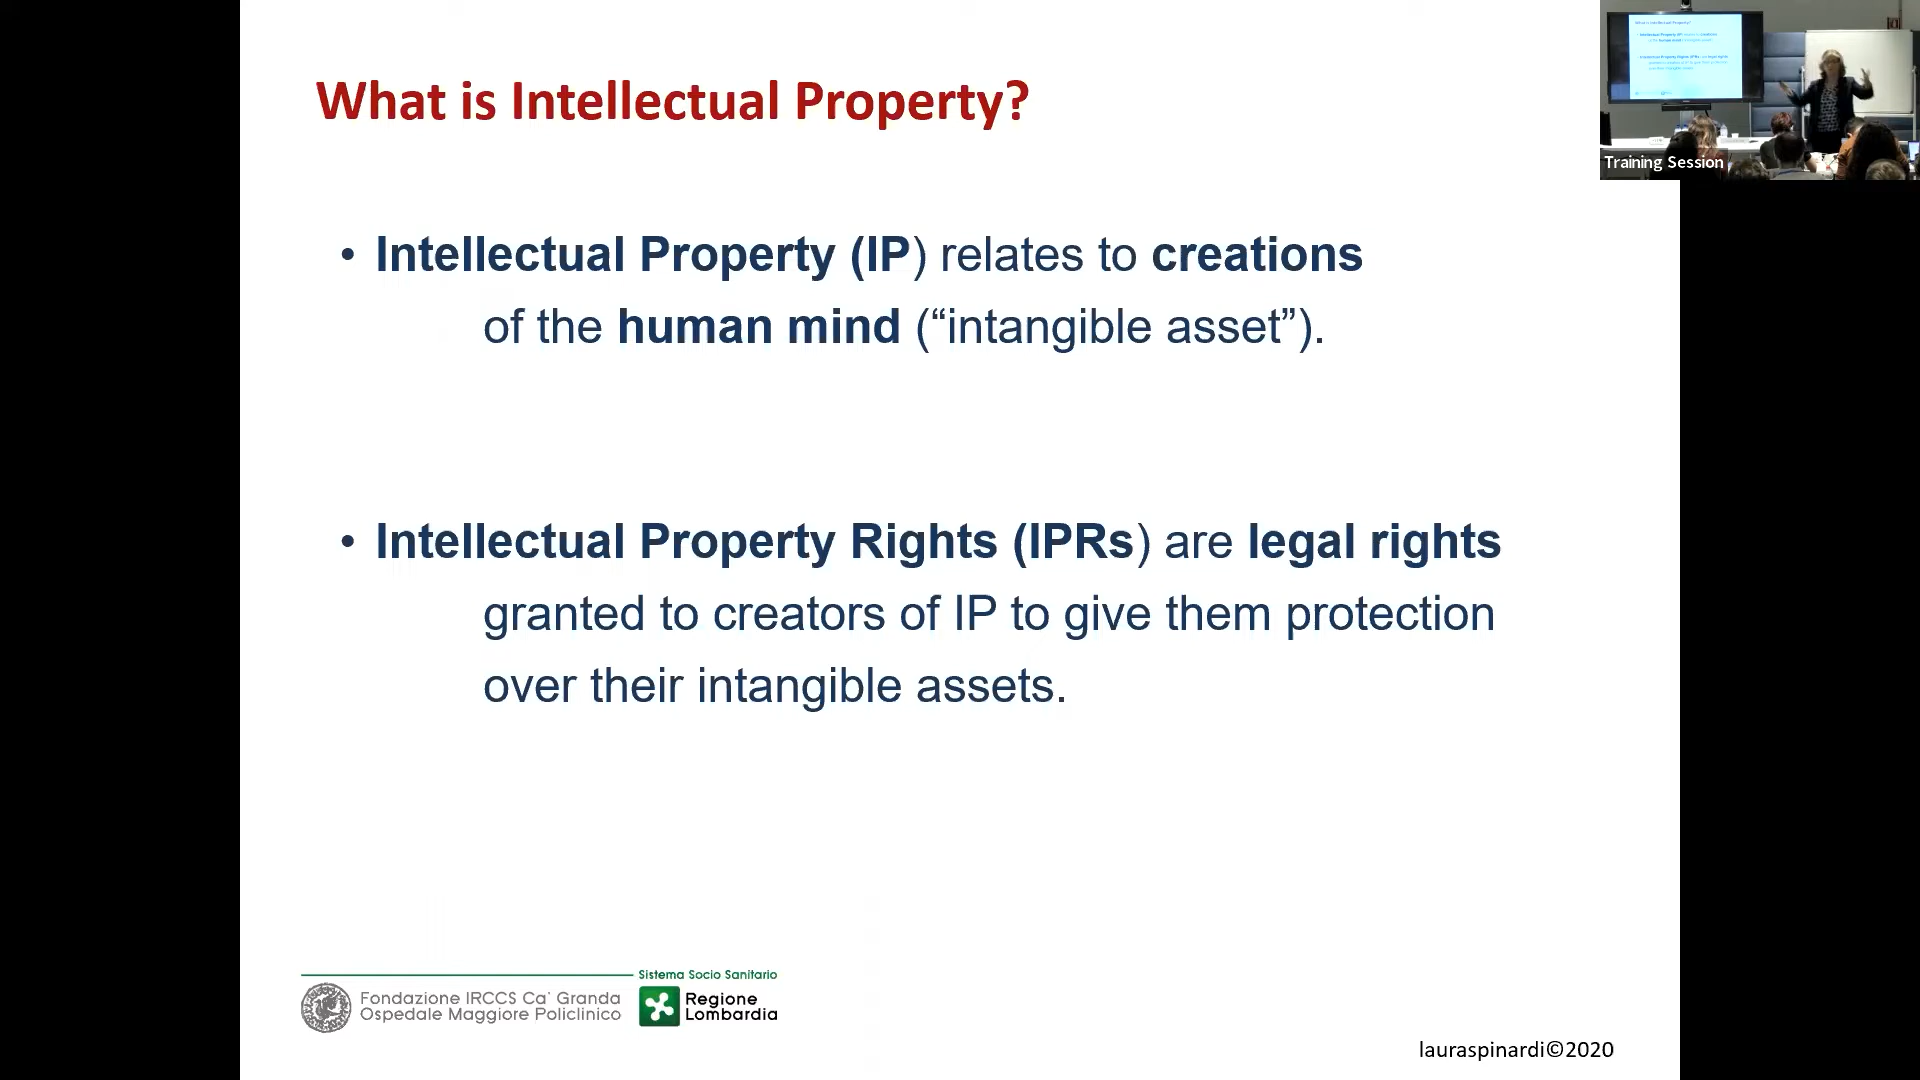 What is Intellectual Property?
• Intellectual Property (IP) relates to creations
of the human mind (“intangible asset”).
• Intellectual Property Rights (IPRs) are legal rights
granted to creators of IP to give them protection
over their intangible assets.
Sistema Socio Sanitario
Fondazione IRCCS Ca' Granda
Ospedale Maggiore Policlinico
Regione
Lombardia
lauraspinardi©2020
Training Session